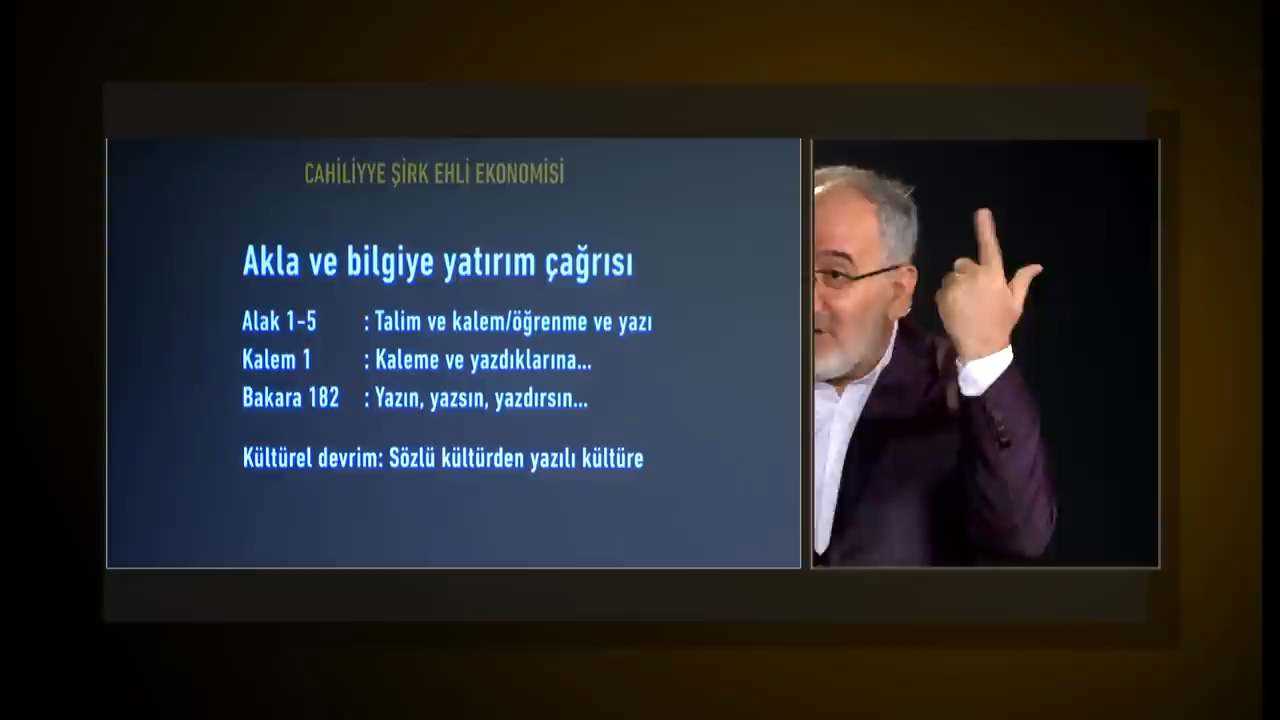 CAHİLİYYE ŞİRK EHLİ EKONOMİSİ
Akla ve bilgiye yatırım çağrısı
Alak 1-5 : Talim ve kalem/öğrenme ve yazı
Kalem 1 : Kaleme ve yazdıklarına...
Bakara 182 : Yazın, yazsın, yazdırsın...
Kültürel devrim: Sözlü kültürden yazılı kültüre